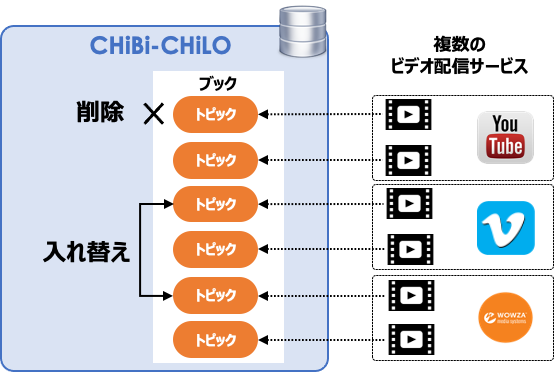 CHiBi-CHiLO
複数の
ビデオ配信サービス
ブック
削除
トピック
トピック
トピック
入れ替え
トピック
トピック
トピック
You
Tube
WOWZA
media systems